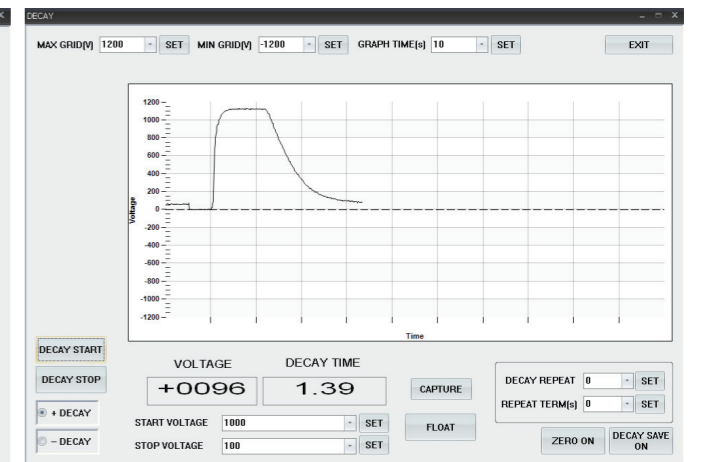 DECAY
MAX GRID(V) 1200 SET MIN GRID(V) -1200 SET GRAPH TIME(s) 10 SET EXIT
1200
1000
800
600
400
200
0
-200
-400
-600
-800
-1000
-1200
Voltage
Time
DECAY START
DECAY STOP
+ DECAY
- DECAY
VOLTAGE DECAY TIME
+0096 1.39 CAPTURE
START VOLTAGE 1000 SET
STOP VOLTAGE 100 SET
FLOAT
DECAY REPEAT 0 SET
REPEAT TERM(s) 0 SET
ZERO ON DECAY SAVE
ON